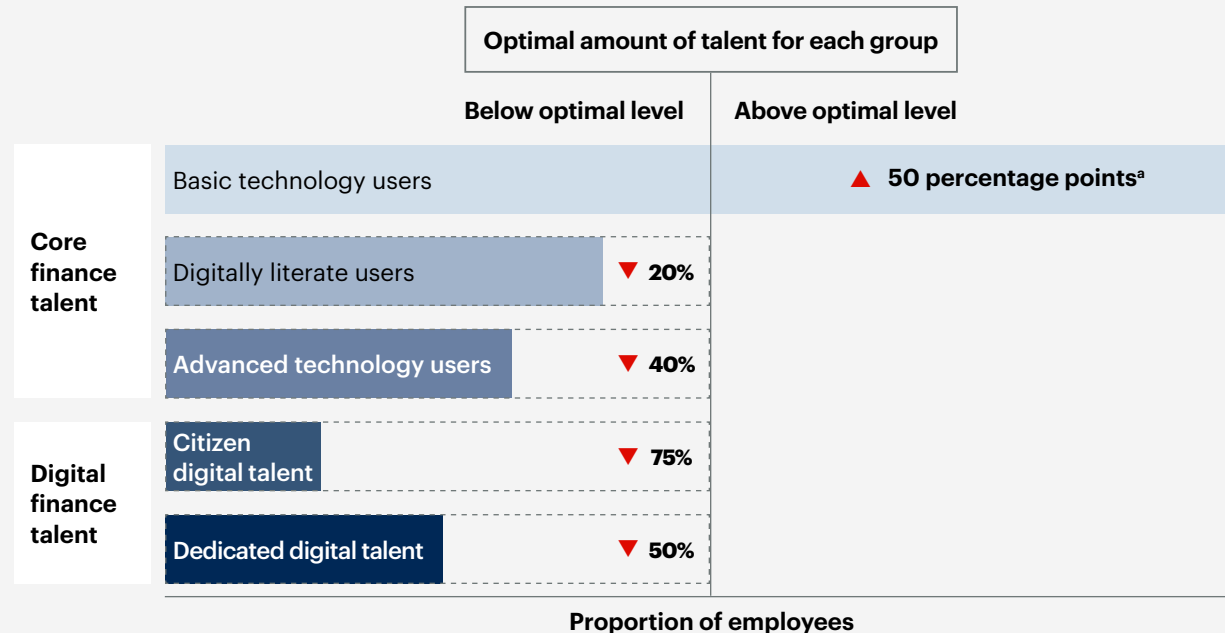 Optimal amount of talent for each group
Below optimal level
Above optimal level
Core
finance
talent
Basic technology users
▲ 50 percentage pointsᵃ
Digitally literate users
▼ 20%
Advanced technology users
▼ 40%
Digital
finance
talent
Citizen
digital talent
▼ 75%
Dedicated digital talent
▼ 50%
Proportion of employees